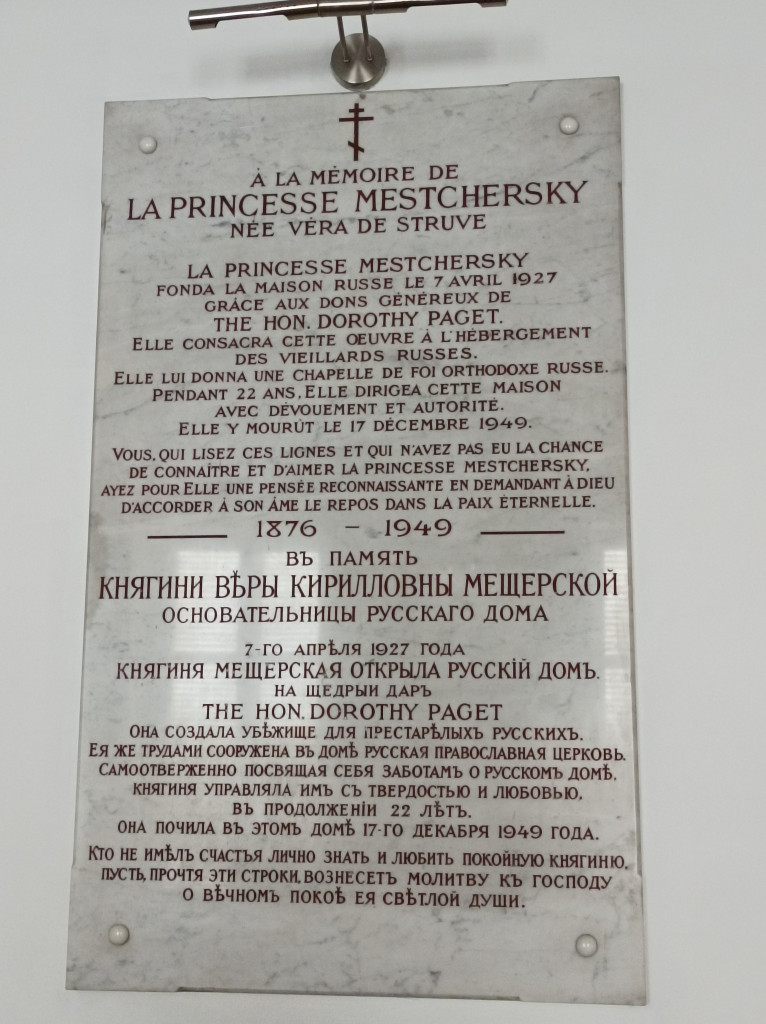 À LA MÉMOIRE DE
LA PRINCESSE MESTCHERSKY
NÉE VÉRA DE STRUVE
LA PRINCESSE MESTCHERSKY
FONDA LA MAISON RUSSE LE 7 AVRIL 1927
GRÂCE AUX DONS GÉNÉREUX DE
THE HON. DOROTHY PAGET.
ELLE CONSACRA CETTE OEUVRE À L'HÉBERGEMENT
DES VIEILLARDS RUSSES.
ELLE LUI DONNA UNE CHAPELLE DE FOI ORTHODOXE RUSSE.
PENDANT 22 ANS, ELLE DIRIGEA CETTE MAISON
AVEC DÉVOUEMENT ET AUTORITÉ.
ELLE Y MOURÛT LE 17 DÉCEMBRE 1949.
VOUS, QUI LISEZ CES LIGNES ET QUI N'AVEZ PAS EU LA CHANCE
DE CONNAÎTRE ET D'AIMER LA PRINCESSE MESTCHERSKY,
AYEZ POUR ELLE UNE PENSÉE RECONNAISSANTE EN DEMANDANT À DIEU
D'ACCORDER À SON ÂME LE REPOS DANS LA PAIX ÉTERNELLE.
1876 – 1949
ВЪ ПАМЯТЬ
КНЯГИНИ ВѢРЫ КИРИЛЛОВНЫ МЕЩЕРСКОЙ
ОСНОВАТЕЛЬНИЦЫ РУССКАГО ДОМА
7-ГО АПРѢЛЯ 1927 ГОДА
КНЯГИНЯ МЕЩЕРСКАЯ ОТКРЫЛА РУССКІЙ ДОМЪ.
НА ЩЕДРЫЙ ДАРЪ
THE HON. DOROTHY PAGET
ОНА СОЗДАЛА УБѢЖИЩЕ ДЛЯ ПРЕСТАРѢЛЫХЪ РУССКИХЪ.
ЕЯ ЖЕ ТРУДАМИ СООРУЖЕНА ВЪ ДОМѢ РУССКАЯ ПРАВОСЛАВНАЯ ЦЕРКОВЬ.
САМООТВЕРЖЕННО ПОСВЯЩАЯ СЕБЯ ЗАБОТАМЪ О РУССКОМЪ ДОМѢ,
КНЯГИНЯ УПРАВЛЯЛА ИМЪ СЪ ТВЕРДОСТЬЮ И ЛЮБОВЬЮ,
ВЪ ПРОДОЛЖЕНІИ 22 ЛѢТЪ.
ОНА ПОЧИЛА ВЪ ЭТОМЪ ДОМѢ 17-ГО ДЕКАБРЯ 1949 ГОДА.
КТО НЕ ИМѢЛЪ СЧАСТЬЯ ЛИЧНО ЗНАТЬ И ЛЮБИТЬ ПОКОЙНУЮ КНЯГИНЮ,
ПУСТЬ, ПРОЧТЯ ЭТИ СТРОКИ, ВОЗНЕСЕТЪ МОЛИТВУ КЪ ГОСПОДУ
О ВѢЧНОМЪ ПОКОѢ ЕЯ СВѢТЛОЙ ДУШИ.